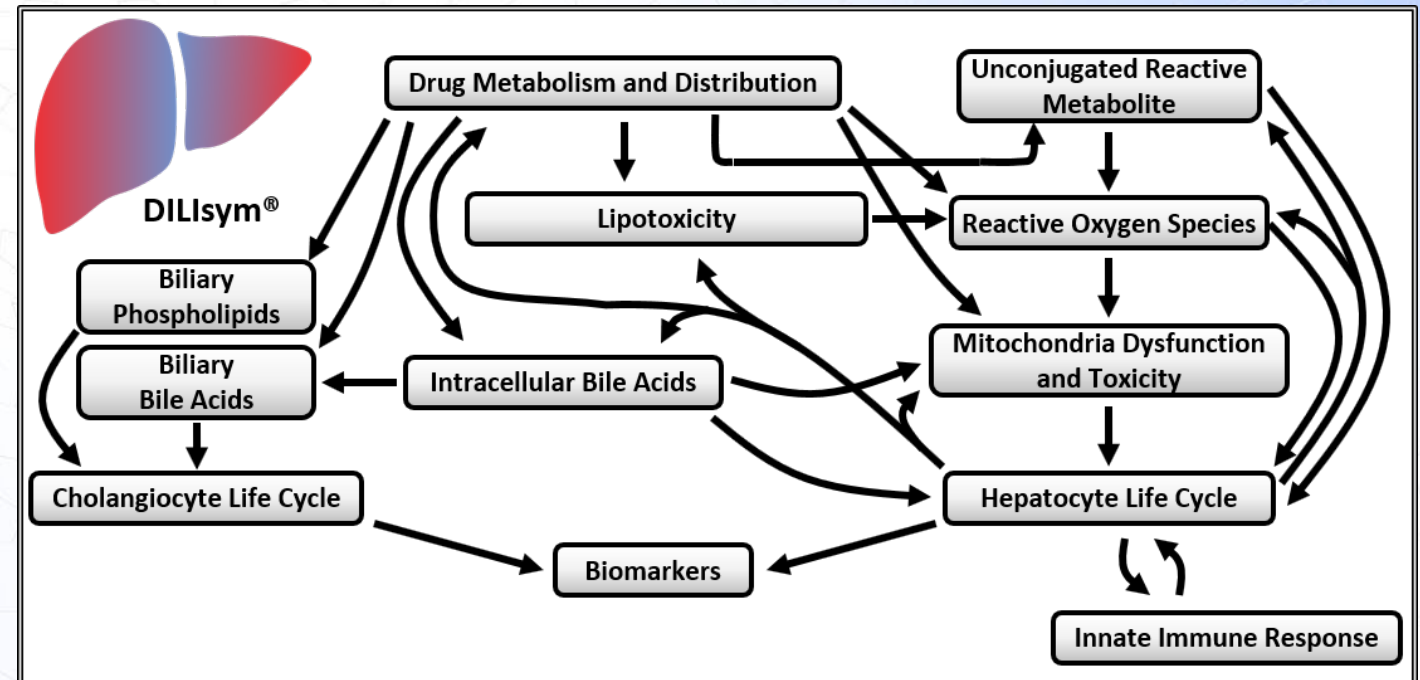 DILIsym®
Drug Metabolism and Distribution
Unconjugated Reactive
Metabolite
Lipotoxicity
Reactive Oxygen Species
Biliary
Phospholipids
Biliary
Bile Acids
Intracellular Bile Acids
Mitochondria Dysfunction
and Toxicity
Cholangiocyte Life Cycle
Hepatocyte Life Cycle
Biomarkers
Innate Immune Response